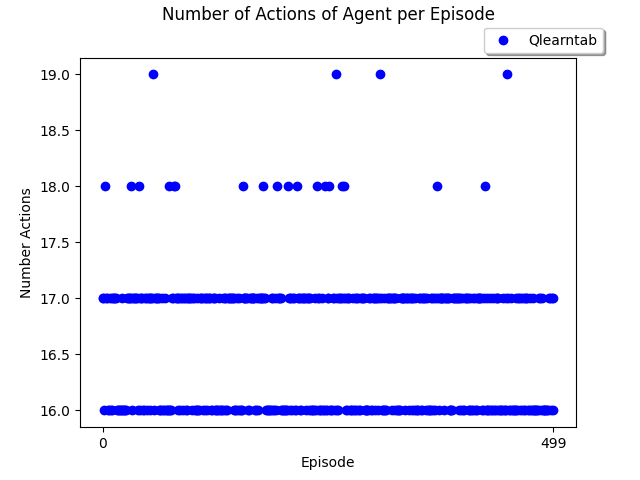 Number of Actions of Agent per Episode
Qlearntab
19.0
18.5
18.0
17.5
17.0
16.5
16.0
Number Actions
0
499
Episode